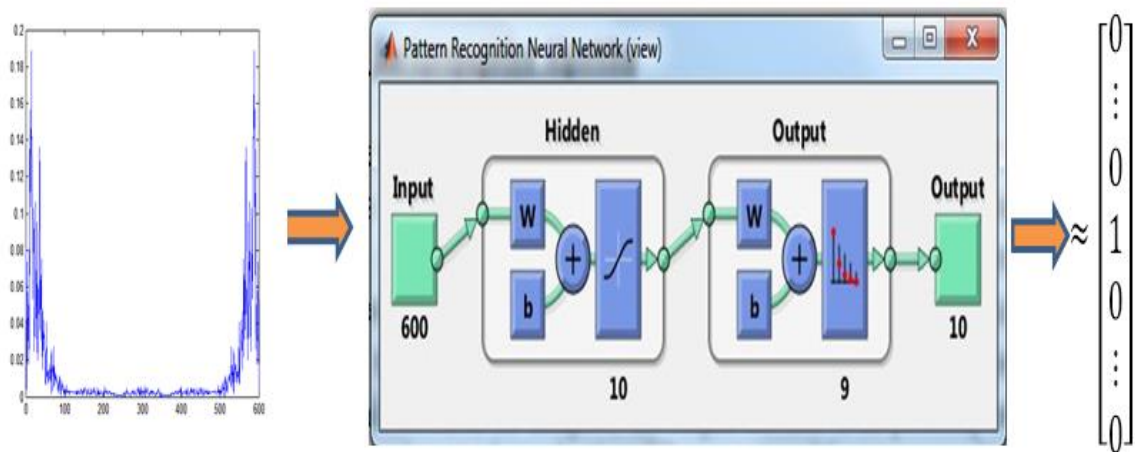 0.2
0.18
0.16
0.14
0.12
0.1
0.08
0.06
0.04
0.02
0
0 100 200 300 400 500 600
Pattern Recognition Neural Network (view)
Hidden
Output
Input
W
b
+
W
b
+
Output
600
10
9
10
≈
0
⋮
0
1
0
⋮
0